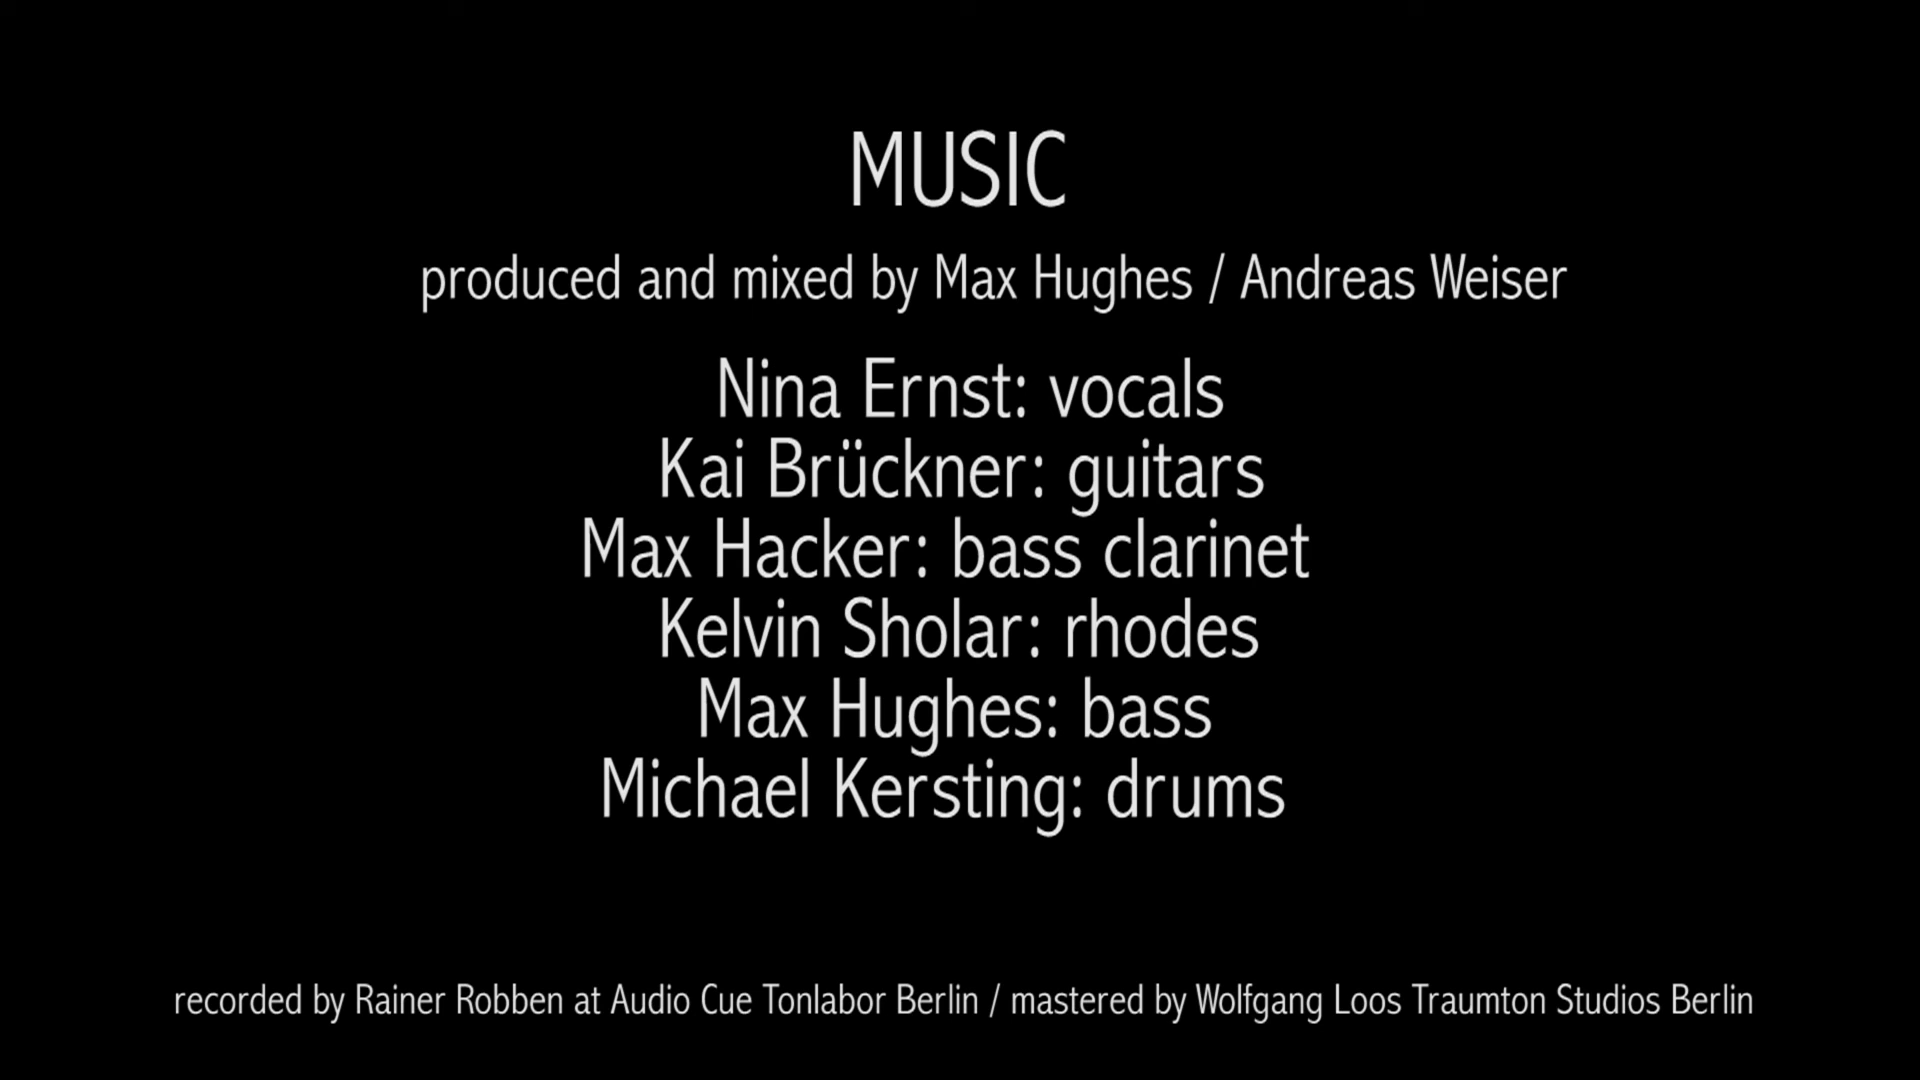 MUSIC
produced and mixed by Max Hughes / Andreas Weiser
Nina Ernst: vocals
Kai Brückner: guitars
Max Hacker: bass clarinet
Kelvin Sholar: rhodes
Max Hughes: bass
Michael Kersting: drums
recorded by Rainer Robben at Audio Cue Tonlabor Berlin / mastered by Wolfgang Loos Traumton Studios Berlin